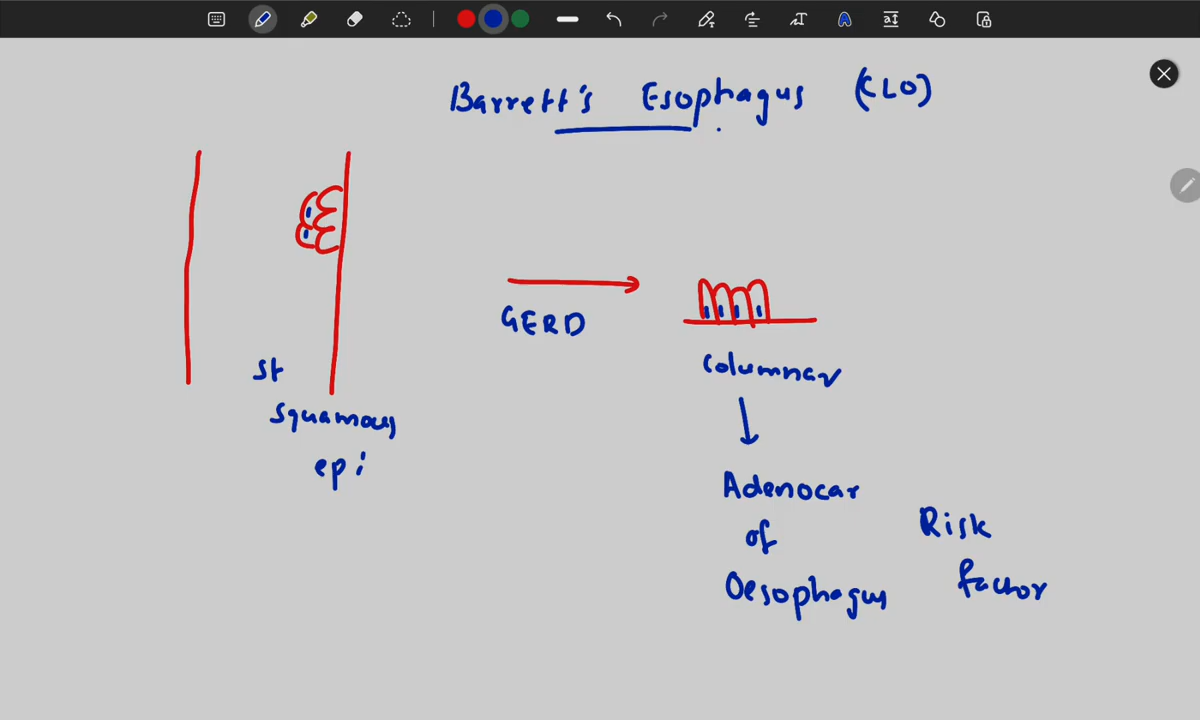 Barrett's Esophagus (CLO)
GERD
St
squamous
epi
Columnar
Adenocar
of
Oesophagus
Risk
factor